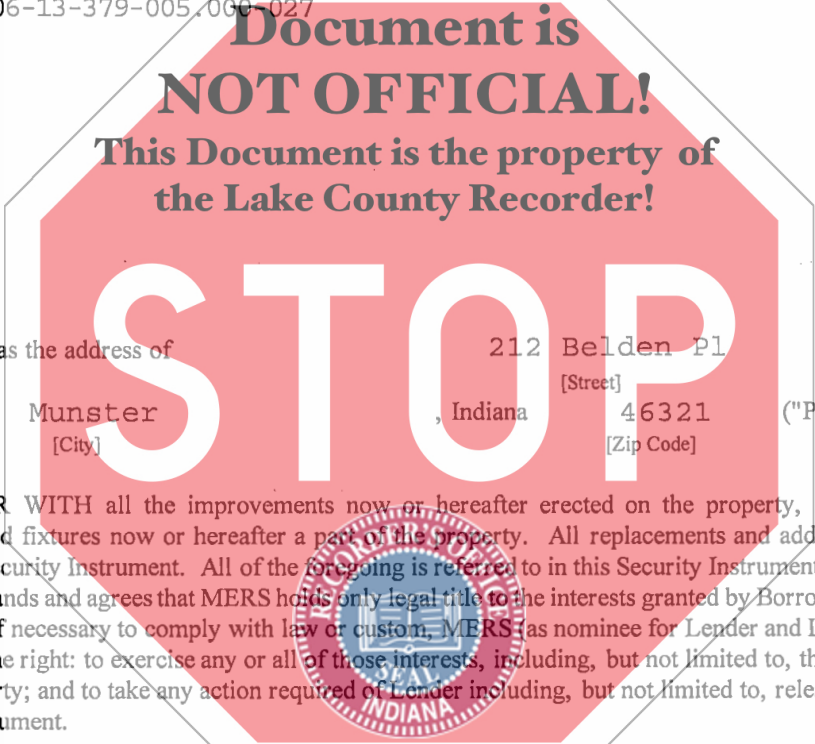 06-13-379-005.000-027
Document is
NOT OFFICIAL!
This Document is the property of
the Lake County Recorder!
STOP
as the address of 212 Belden Pl
[Street]
Munster , Indiana 46321 ("P
[City] [Zip Code]
R WITH all the improvements now or hereafter erected on the property,
d fixtures now or hereafter a part of the property. All replacements and add
curity Instrument. All of the foregoing is referred to in this Security Instrument
nds and agrees that MERS holds only legal title to the interests granted by Borro
f necessary to comply with law or custom, MERS (as nominee for Lender and L
e right: to exercise any or all of those interests, including, but not limited to, th
rty; and to take any action required of Lender including, but not limited to, rele
ument.
RECORDER'S OFFICE
SEAL
INDIANA